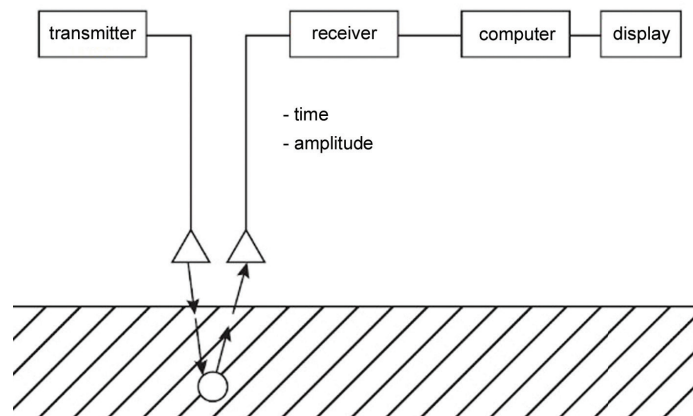 transmitter
receiver
computer
display
- time
- amplitude